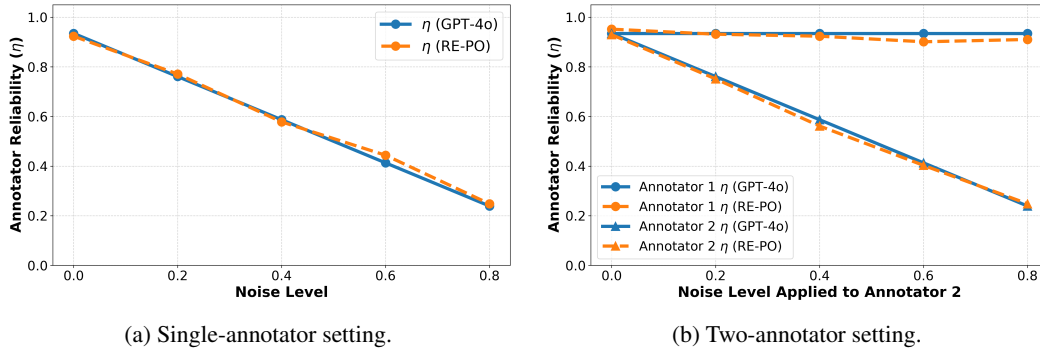 1.0
0.8
0.6
0.4
0.2
0.0
Annotator Reliability (η)
η (GPT-4o)
η (RE-PO)
0.0 0.2 0.4 0.6 0.8
Noise Level
(a) Single-annotator setting.
1.0
0.8
0.6
0.4
0.2
0.0
Annotator Reliability (η)
Annotator 1 η (GPT-4o)
Annotator 1 η (RE-PO)
Annotator 2 η (GPT-4o)
Annotator 2 η (RE-PO)
0.0 0.2 0.4 0.6 0.8
Noise Level Applied to Annotator 2
(b) Two-annotator setting.